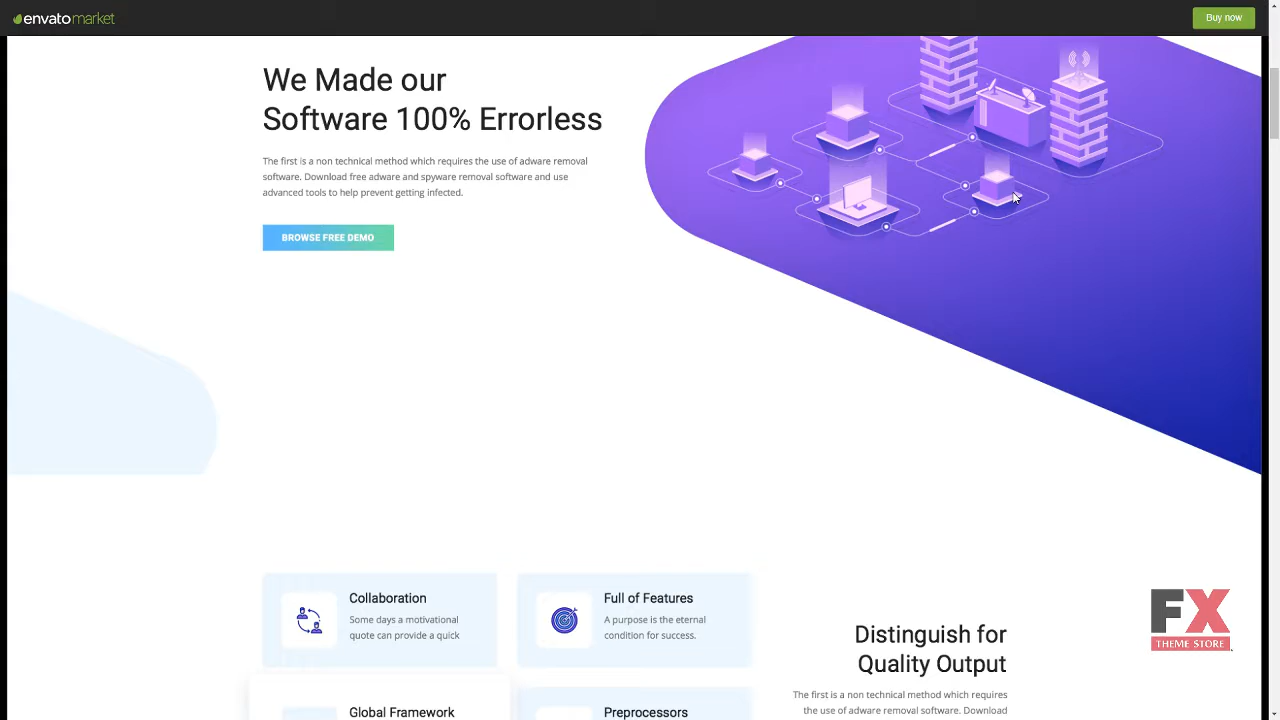 envato market
Buy now
We Made our
Software 100% Errorless
The first is a non technical method which requires the use of adware removal
software. Download free adware and spyware removal software and use
advanced tools to help prevent getting infected.
BROWSE FREE DEMO
Collaboration
Some days a motivational
quote can provide a quick
Full of Features
A purpose is the eternal
condition for success.
Distinguish for
Quality Output
The first is a non technical method which requires
the use of adware removal software. Download
Global Framework
Preprocessors
FX
THEME STORE